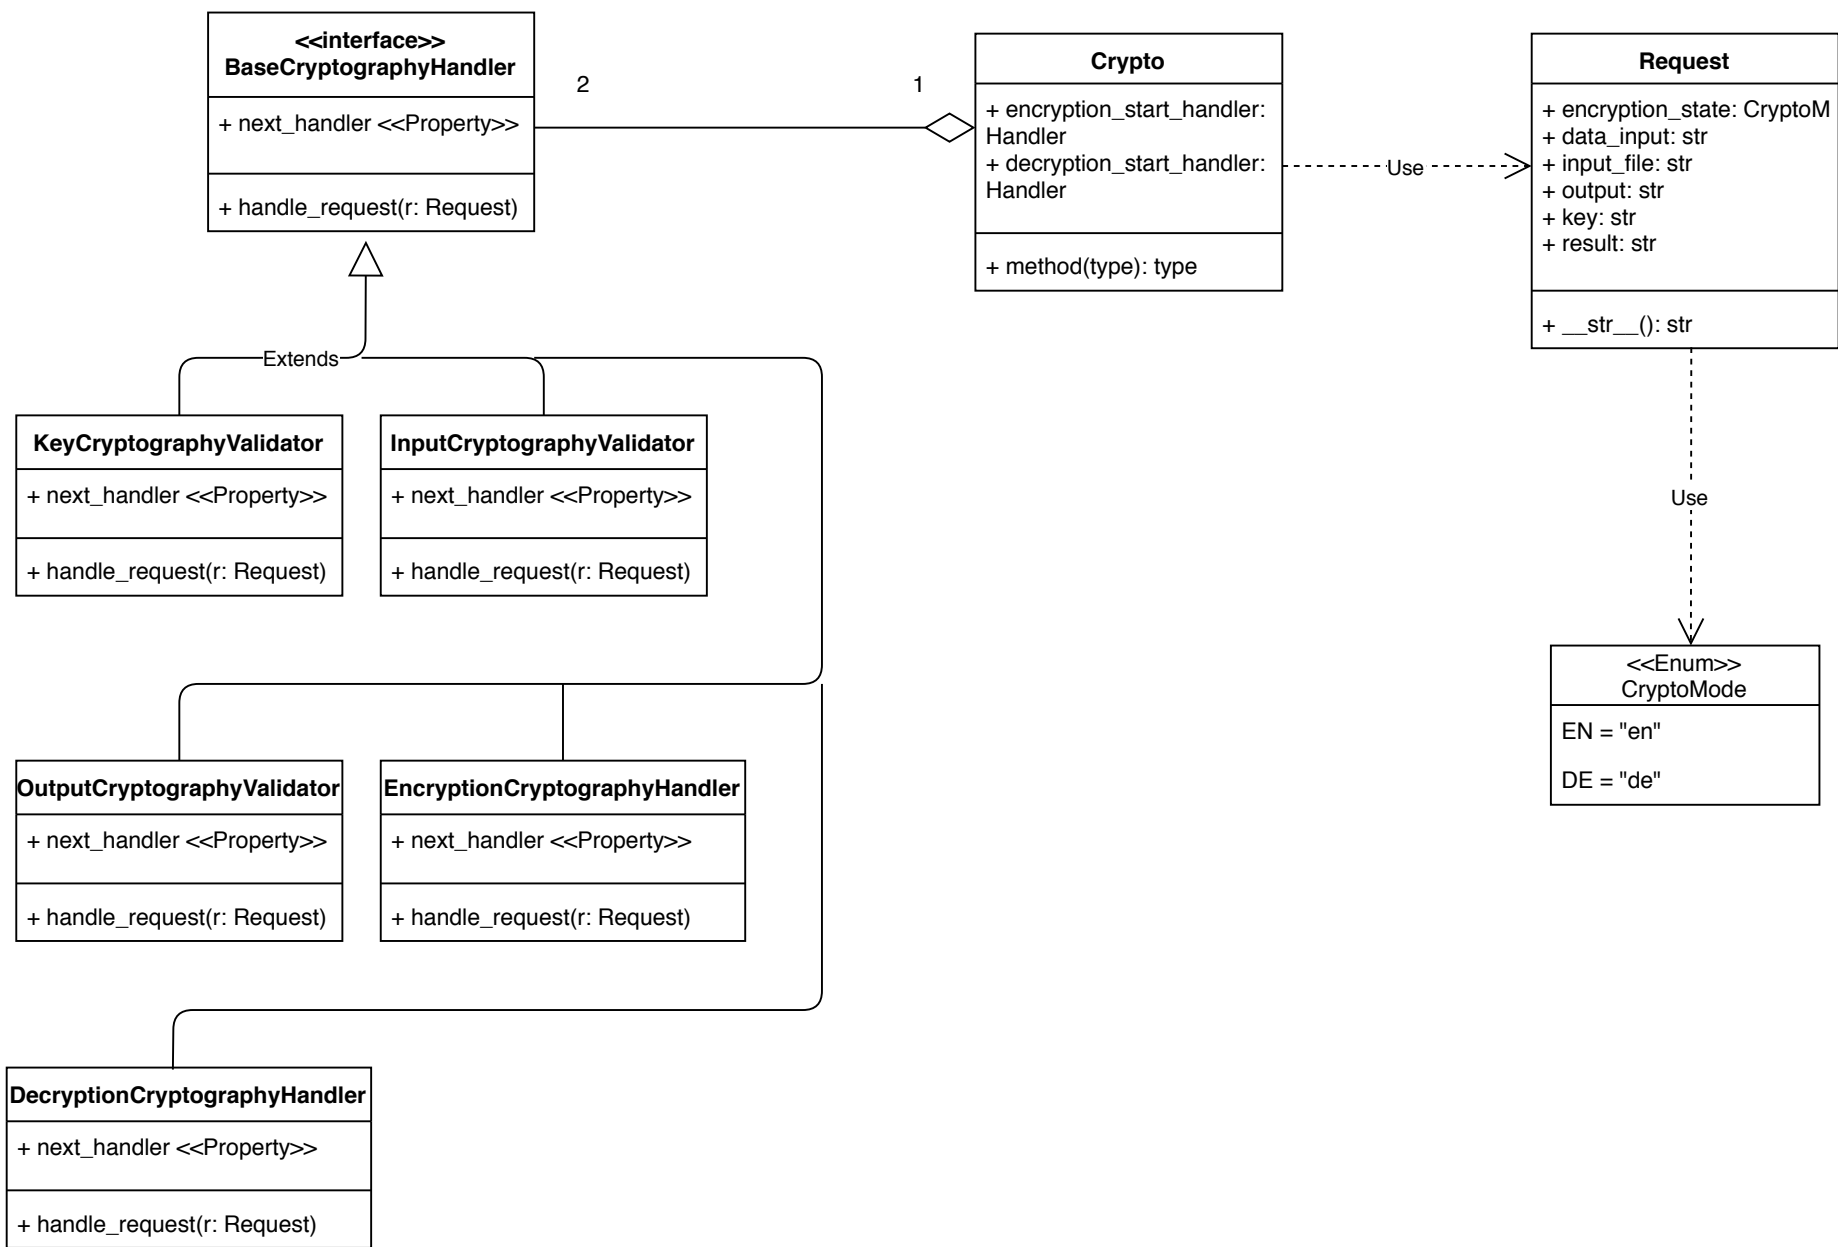 <<interface>>
BaseCryptographyHandler
+ next_handler <<Property>>
+ handle_request(r: Request)
2
1
Crypto
+ encryption_start_handler:
Handler
+ decryption_start_handler:
Handler
+ method(type): type
Use
Request
+ encryption_state: CryptoM
+ data_input: str
+ input_file: str
+ output: str
+ key: str
+ result: str
+ __str__(): str
Extends
KeyCryptographyValidator
+ next_handler <<Property>>
+ handle_request(r: Request)
InputCryptographyValidator
+ next_handler <<Property>>
+ handle_request(r: Request)
Use
<<Enum>>
CryptoMode
EN = "en"
DE = "de"
OutputCryptographyValidator
+ next_handler <<Property>>
+ handle_request(r: Request)
EncryptionCryptographyHandler
+ next_handler <<Property>>
+ handle_request(r: Request)
DecryptionCryptographyHandler
+ next_handler <<Property>>
+ handle_request(r: Request)